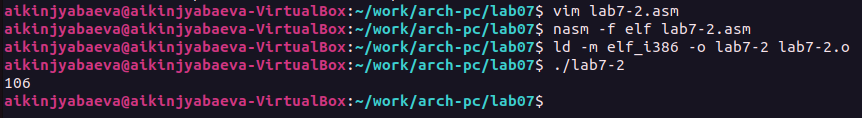 aikinjyabaeva@aikinjyabaeva-VirtualBox:~/work/arch-pc/lab07$ vim lab7-2.asm
aikinjyabaeva@aikinjyabaeva-VirtualBox:~/work/arch-pc/lab07$ nasm -f elf lab7-2.asm
aikinjyabaeva@aikinjyabaeva-VirtualBox:~/work/arch-pc/lab07$ ld -m elf_i386 -o lab7-2 lab7-2.o
aikinjyabaeva@aikinjyabaeva-VirtualBox:~/work/arch-pc/lab07$ ./lab7-2
106
aikinjyabaeva@aikinjyabaeva-VirtualBox:~/work/arch-pc/lab07$